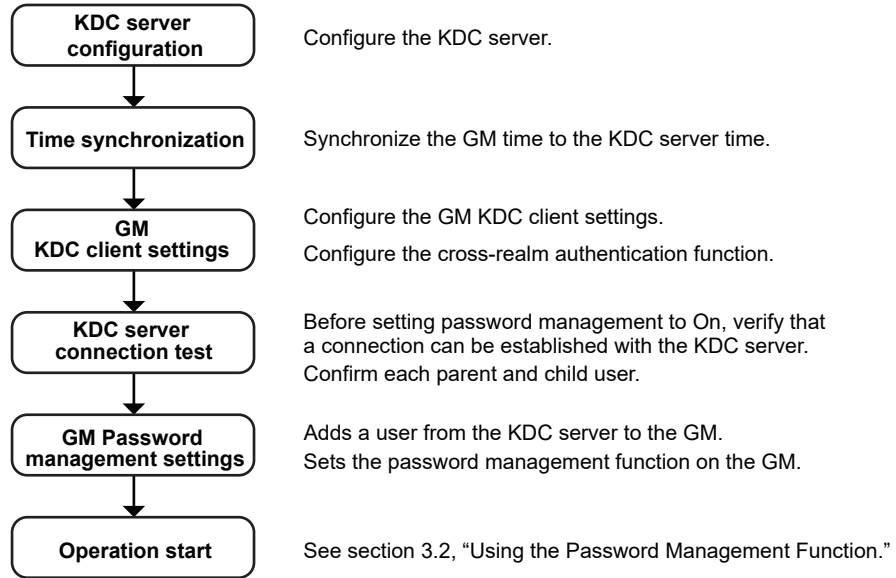 KDC server
configuration
Configure the KDC server.
Time synchronization
Synchronize the GM time to the KDC server time.
GM
KDC client settings
Configure the GM KDC client settings.
Configure the cross-realm authentication function.
KDC server
connection test
Before setting password management to On, verify that
a connection can be established with the KDC server.
Confirm each parent and child user.
GM Password
management settings
Adds a user from the KDC server to the GM.
Sets the password management function on the GM.
Operation start
See section 3.2, “Using the Password Management Function.”